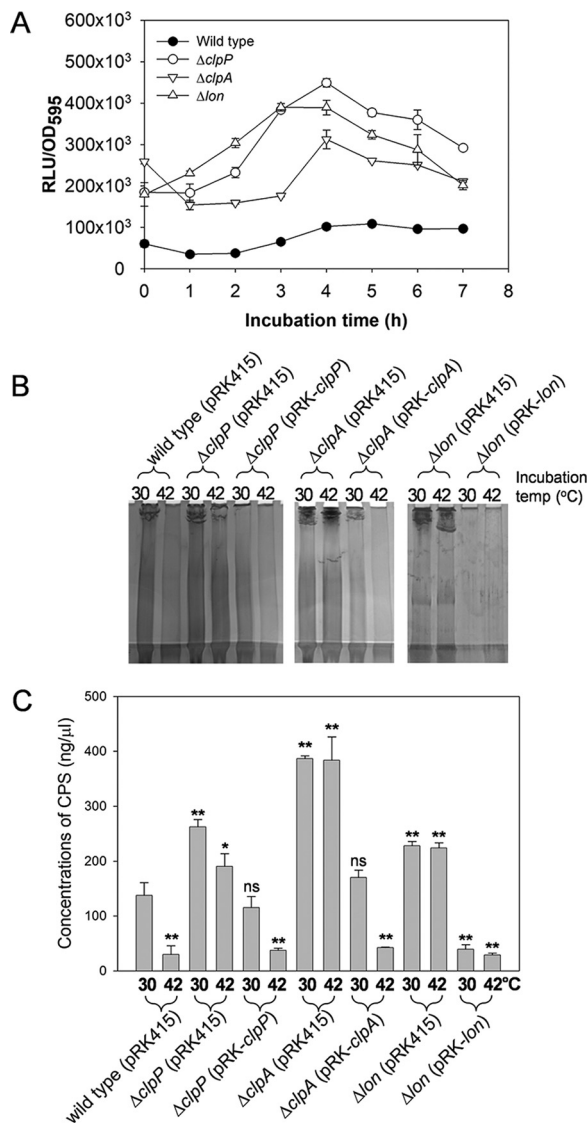 A
600x10³
500x10³
400x10³
300x10³
200x10³
100x10³
0
RLU/OD595
Wild type
ΔclpP
ΔclpA
Δlon
0 1 2 3 4 5 6 7 8
Incubation time (h)
B
wild type (pRK415)
ΔclpP (pRK415)
ΔclpP (pRK-clpP)
ΔclpA (pRK415)
ΔclpA (pRK-clpA)
Δlon (pRK415)
Δlon (pRK-lon)
30 42 30 42 30 42 30 42 30 42 30 42 30 42
Incubation
temp (ºC)
C
500
400
300
200
100
0
Concentrations of CPS (ng/μl)
** ** * ns ** ** ** ns ** ** ** ** **
30 42 30 42 30 42 30 42 30 42 30 42 30 42°C
wild type (pRK415)
ΔclpP (pRK415)
ΔclpP (pRK-clpP)
ΔclpA (pRK415)
ΔclpA (pRK-clpA)
Δlon (pRK415)
Δlon (pRK-lon)